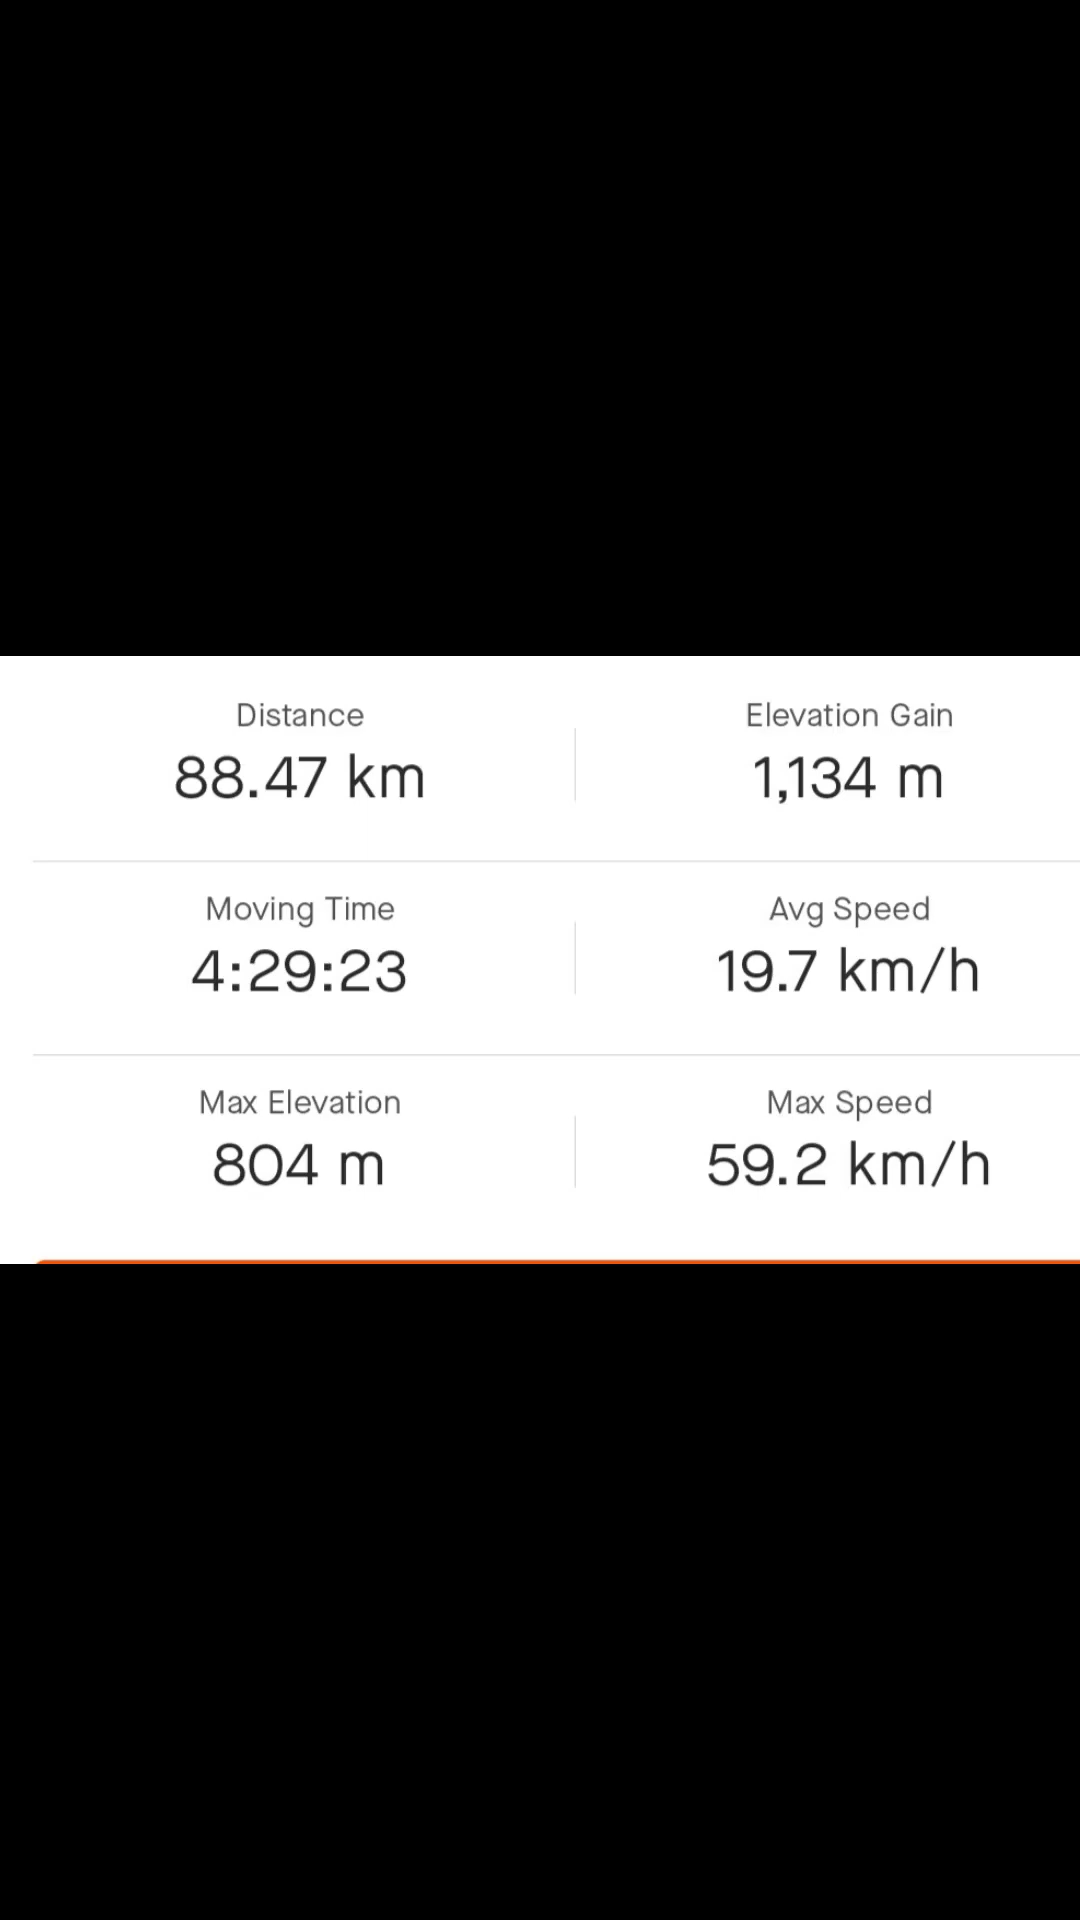 Distance
Elevation Gain
88.47 km
1,134 m
Moving Time
Avg Speed
4:29:23
19.7 km/h
Max Elevation
Max Speed
804 m
59.2 km/h